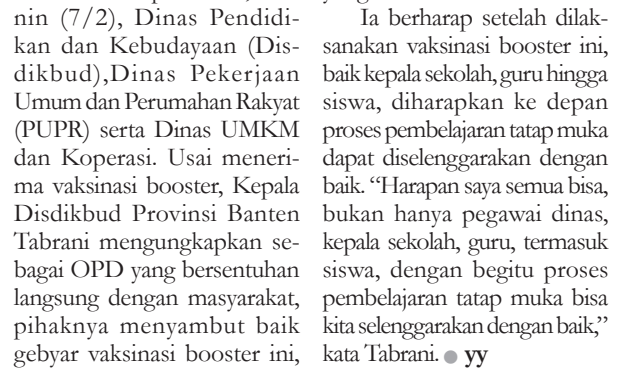 nin (7/2), Dinas Pendidi-
kan dan Kebudayaan (Dis-
dikbud),Dinas Pekerjaan
Umum dan Perumahan Rakyat
(PUPR) serta Dinas UMKM
dan Koperasi. Usai meneri-
ma vaksinasi booster, Kepala
Disdikbud Provinsi Banten
Tabrani mengungkapkan se-
bagai OPD yang bersentuhan
langsung dengan masyarakat,
pihaknya menyambut baik
gebyar vaksinasi booster ini,
Ia berharap setelah dilak-
sanakan vaksinasi booster ini,
baik kepala sekolah, guru hingga
siswa, diharapkan ke depan
proses pembelajaran tatap muka
dapat diselenggarakan dengan
baik. “Harapan saya semua bisa,
bukan hanya pegawai dinas,
kepala sekolah, guru, termasuk
siswa, dengan begitu proses
pembelajaran tatap muka bisa
kita selenggarakan dengan baik,”
kata Tabrani. ● yy